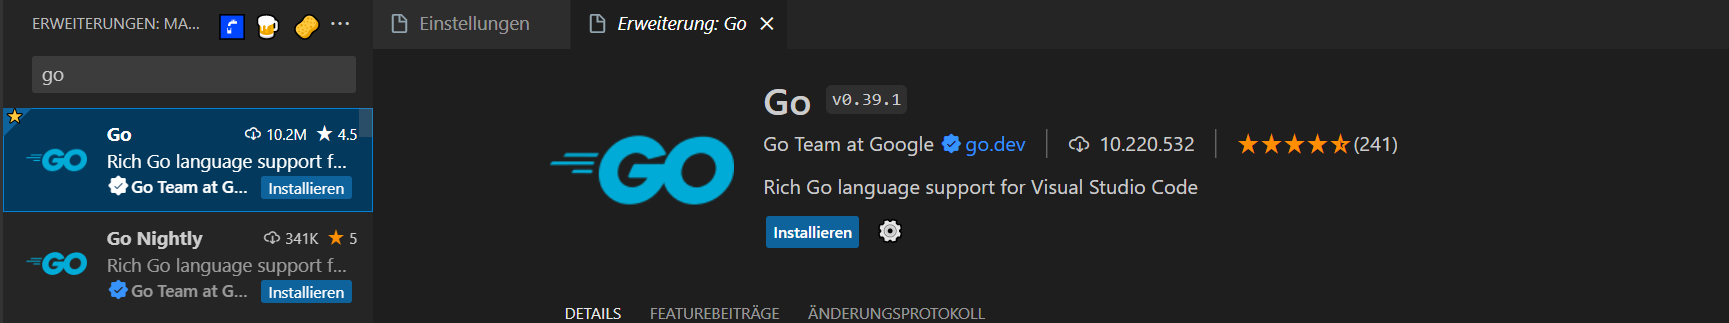 ERWEITERUNGEN: MA...
go
Go
10.2M
4.5
Rich Go language support f...
Go Team at G...
Installieren
Go Nightly
341K
5
Rich Go language support f...
Go Team at G...
Installieren
Einstellungen
Erweiterung: Go
GO
GO
GO
Go
v0.39.1
Go Team at Google
go.dev
10.220.532
(241)
Rich Go language support for Visual Studio Code
Installieren
DETAILS
FEATUREBEITRÄGE
ÄNDERUNGSPROTOKOLL